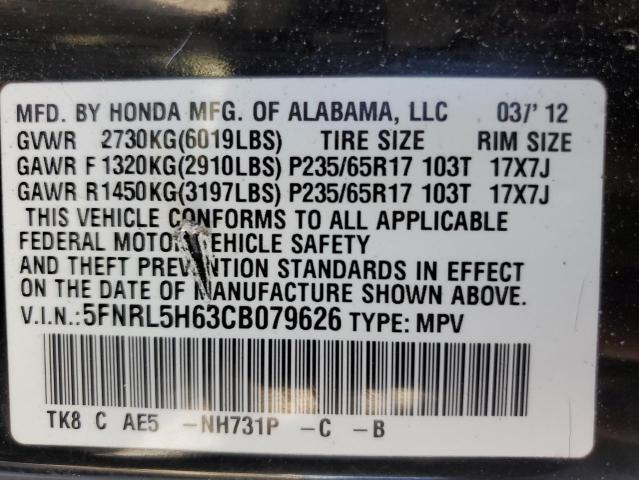 MFD. BY HONDA MFG. OF ALABAMA, LLC 03/' 12
GVWR 2730KG(6019LBS) TIRE SIZE RIM SIZE
GAWR F 1320KG(2910LBS) P235/65R17 103T 17X7J
GAWR R1450KG(3197LBS) P235/65R17 103T 17X7J
THIS VEHICLE CONFORMS TO ALL APPLICABLE
FEDERAL MOTOR VEHICLE SAFETY
AND THEFT PREVENTION STANDARDS IN EFFECT
ON THE DATE OF MANUFACTURE SHOWN ABOVE.
V.I.N.:5FNRL5H63CB079626 TYPE: MPV
TK8 C AE5 -NH731P -C -B